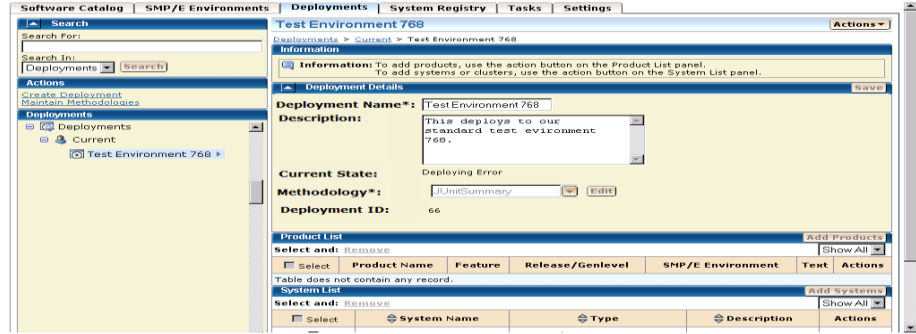 Software Catalog | SMP/E Environments | Deployments | System Registry | Tasks | Settings
Search
Search For:
Search In:
Deployments Search
Actions
Create Deployment
Maintain Methodologies
Deployments
Deployments
Current
Test Environment 768
Test Environment 768 Actions
Deployments > Current > Test Environment 768
Information
Information: To add products, use the action button on the Product List panel.
To add systems or clusters, use the action button on the System List panel.
Deployment Details Save
Deployment Name*: Test Environment 768
Description: This deploys to our
standard test evironment
768.
Current State: Deploying Error
Methodology*: JUnitSummary Edit
Deployment ID: 66
Product List Add Products
Select and: Remove Show All
Select Product Name Feature Release/Genlevel SMP/E Environment Text Actions
Table does not contain any record.
System List Add Systems
Select and: Remove Show All
Select System Name Type Description Actions